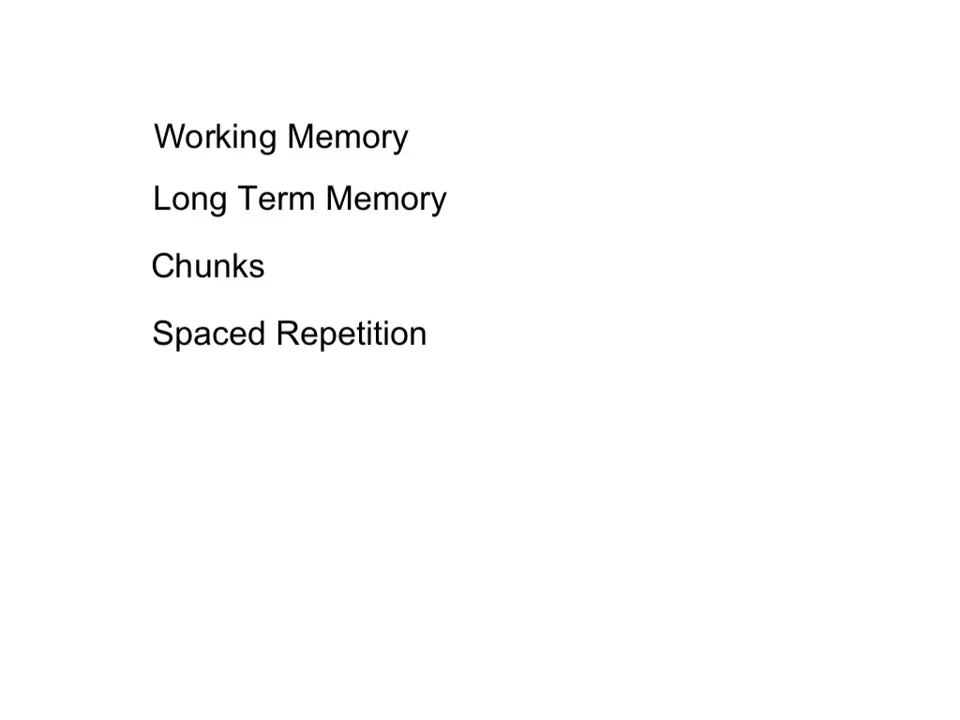 Working Memory
Long Term Memory
Chunks
Spaced Repetition